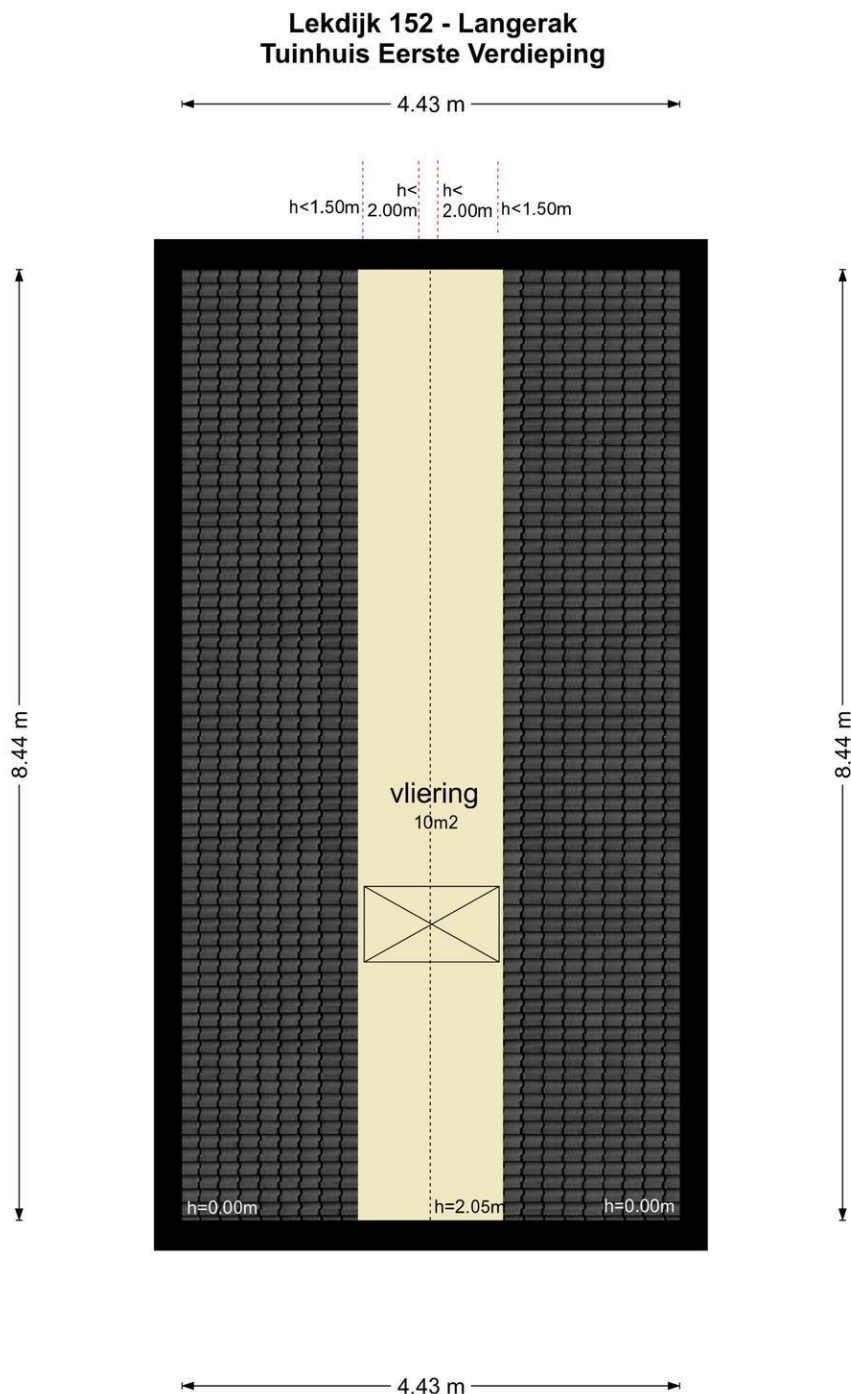 Lekdijk 152 - Langerak
Tuinhuis Eerste Verdieping
4.43 m
h<1.50m
h<
2.00m
h<
2.00m
h<1.50m
8.44 m
8.44 m
vliering
10m2
h=0.00m
h=2.05m
h=0.00m
4.43 m